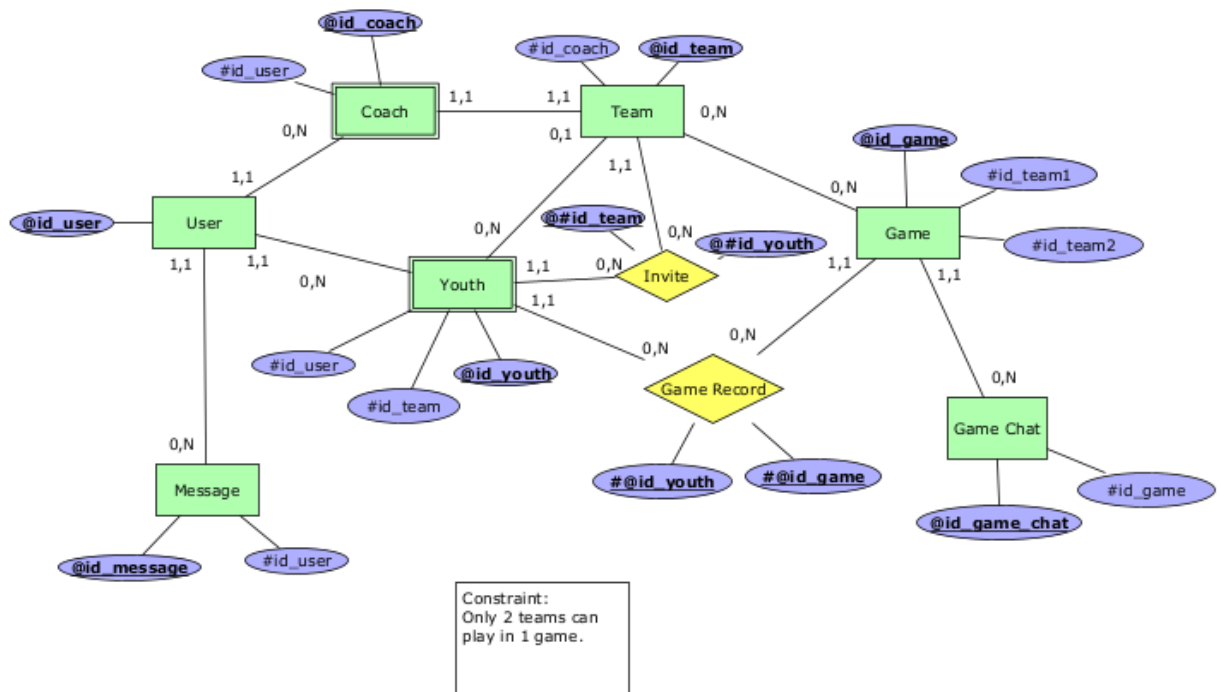 @id_coach
#id_coach
@id_team
#id_user
Coach
1,1
1,1
Team
0,N
0,N
0,1
1,1
@id_game
#id_team1
1,1
0,N
@id_user
User
@#id_team
Game
#id_team2
0,N
@#id_youth
0,N
1,1
1,1
1,1
0,N
Invite
1,1
1,1
0,N
Youth
1,1
0,N
0,N
#id_user
@id_youth
0,N
Game Record
#id_team
Game Chat
0,N
#@id_youth
#@id_game
Message
#id_game
@id_game_chat
@id_message
#id_user
Constraint:
Only 2 teams can
play in 1 game.